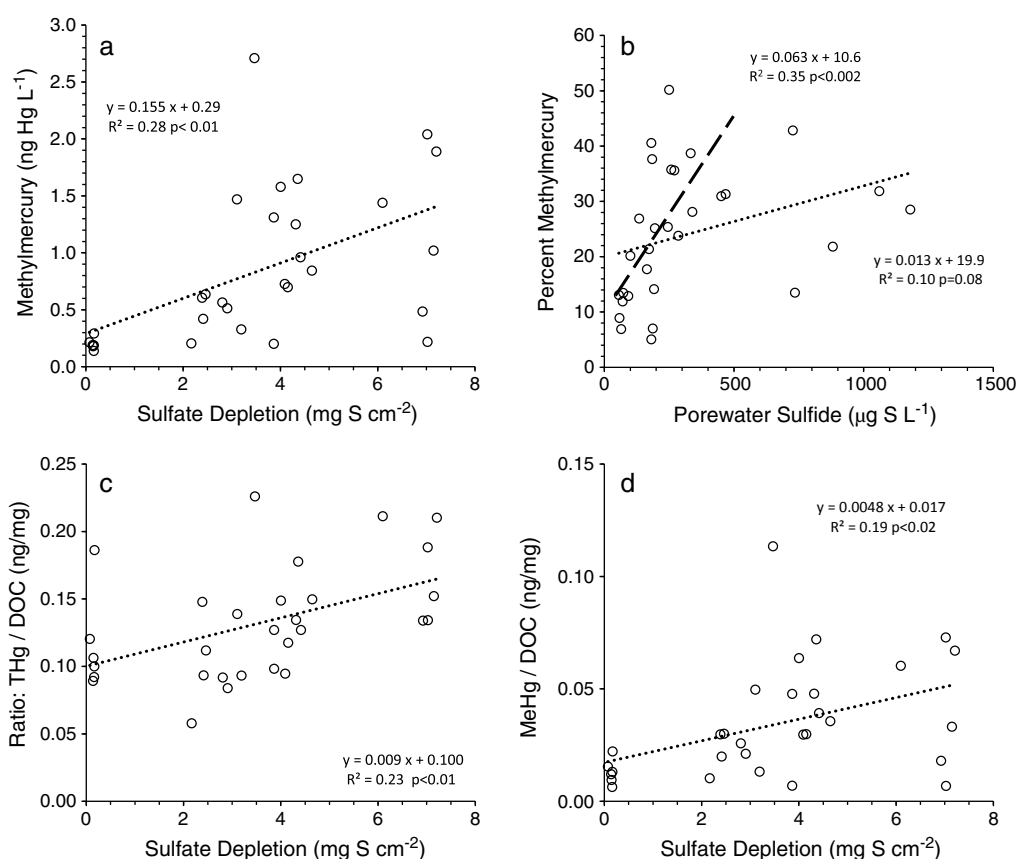 a
Methylmercury (ng Hg L⁻¹)
3.0
2.5
2.0
1.5
1.0
0.5
0.0
y = 0.155 x + 0.29
R² = 0.28 p< 0.01
0 2 4 6 8
Sulfate Depletion (mg S cm⁻²)
b
Percent Methylmercury
60
50
40
30
20
10
0
y = 0.063 x + 10.6
R² = 0.35 p<0.002
y = 0.013 x + 19.9
R² = 0.10 p=0.08
0 500 1000 1500
Porewater Sulfide (µg S L⁻¹)
c
Ratio: THg / DOC (ng/mg)
0.25
0.20
0.15
0.10
0.05
0.00
y = 0.009 x + 0.100
R² = 0.23 p<0.01
0 2 4 6 8
Sulfate Depletion (mg S cm⁻²)
d
MeHg / DOC (ng/mg)
0.15
0.10
0.05
0.00
y = 0.0048 x + 0.017
R² = 0.19 p<0.02
0 2 4 6 8
Sulfate Depletion (mg S cm⁻²)